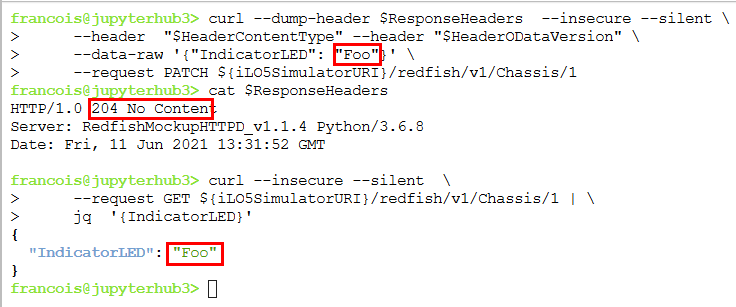 francois@jupyterhub3> curl --dump-header $ResponseHeaders  --insecure --silent \
>     --header  "$HeaderContentType" --header "$HeaderODataVersion" \
>     --data-raw '{"IndicatorLED": "Foo"}' \
>     --request PATCH ${iLO5SimulatorURI}/redfish/v1/Chassis/1
francois@jupyterhub3> cat $ResponseHeaders
HTTP/1.0 204 No Content
Server: RedfishMockupHTTPD_v1.1.4 Python/3.6.8
Date: Fri, 11 Jun 2021 13:31:52 GMT
francois@jupyterhub3> curl --insecure --silent  \
>     --request GET ${iLO5SimulatorURI}/redfish/v1/Chassis/1 | \
>     jq  '{IndicatorLED}'
{
  "IndicatorLED": "Foo"
}
francois@jupyterhub3>